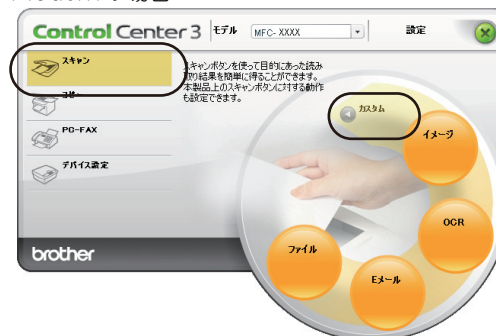 Control Center 3
モデル
MFC- XXXX
設定
スキャン
コピー
PC-FAX
デバイス設定
スキャンボタンを使って目的にあった読み
取り結果を簡単に得ることができます。
本製品上のスキャンボタンに対する動作
も設定できます。
カスタム
イメージ
OCR
Eメール
ファイル
brother